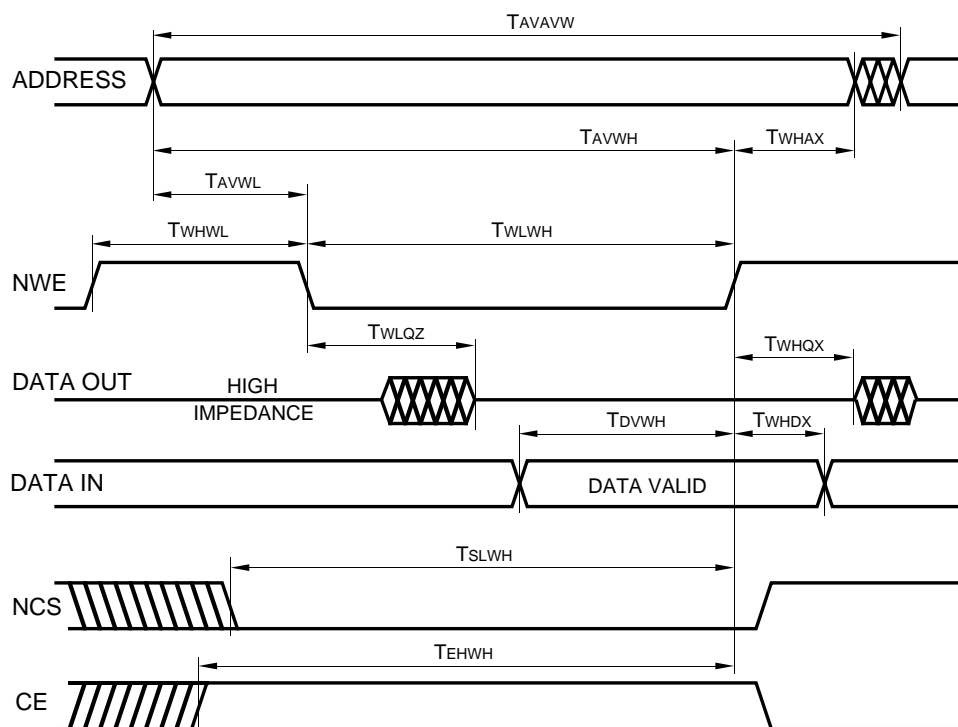 TAVAVW
ADDRESS
TAVWH
TWHAX
TAVWL
TWHWL
TWLWH
NWE
TWLQZ
TWHQX
DATA OUT
HIGH
IMPEDANCE
TDVWH
TWHDX
DATA IN
DATA VALID
TSLWH
NCS
TEHWH
CE